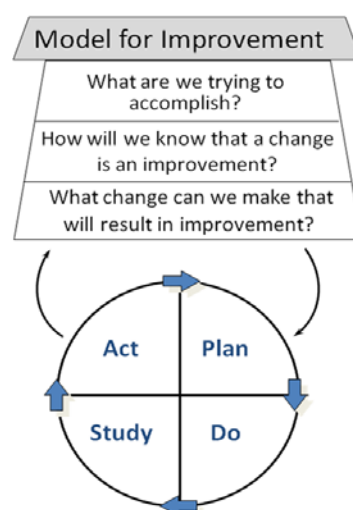 Model for Improvement
What are we trying to
accomplish?
How will we know that a change
is an improvement?
What change can we make that
will result in improvement?
Act Plan
Study Do